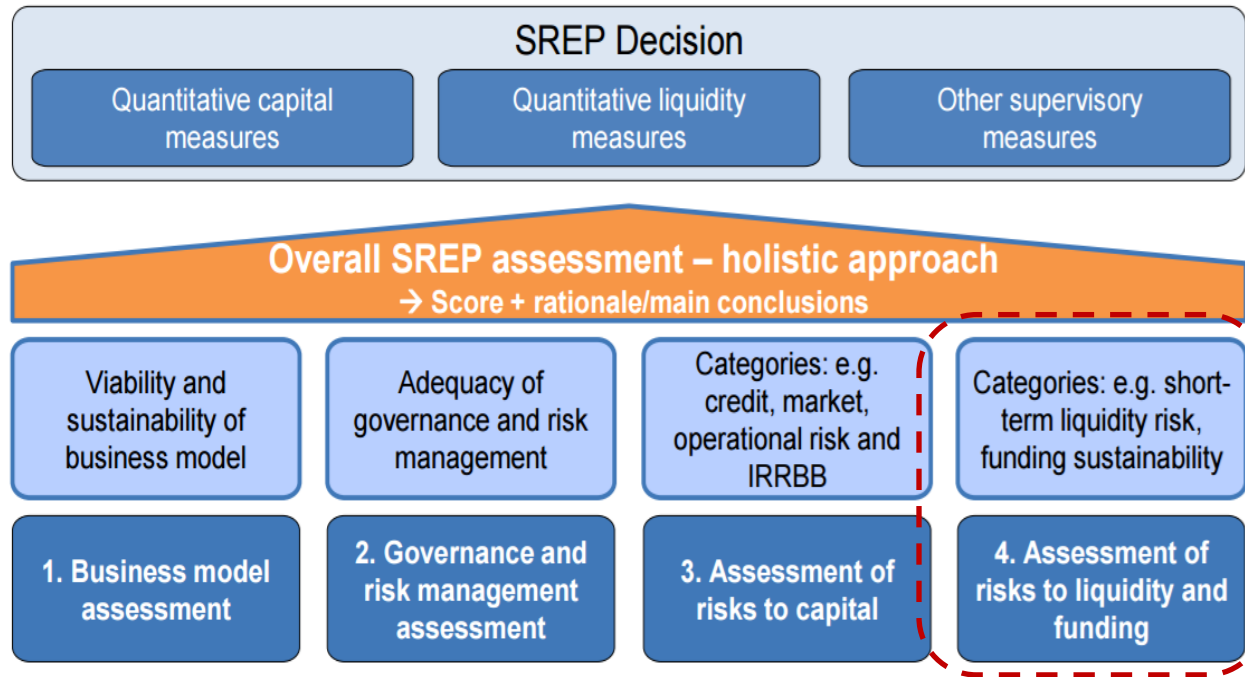 SREP Decision
Quantitative capital
measures
Quantitative liquidity
measures
Other supervisory
measures
Overall SREP assessment – holistic approach
→ Score + rationale/main conclusions
Viability and
sustainability of
business model
Adequacy of
governance and risk
management
Categories: e.g.
credit, market,
operational risk and
IRRBB
Categories: e.g. short-
term liquidity risk,
funding sustainability
1. Business model
assessment
2. Governance and
risk management
assessment
3. Assessment of
risks to capital
4. Assessment of
risks to liquidity and
funding